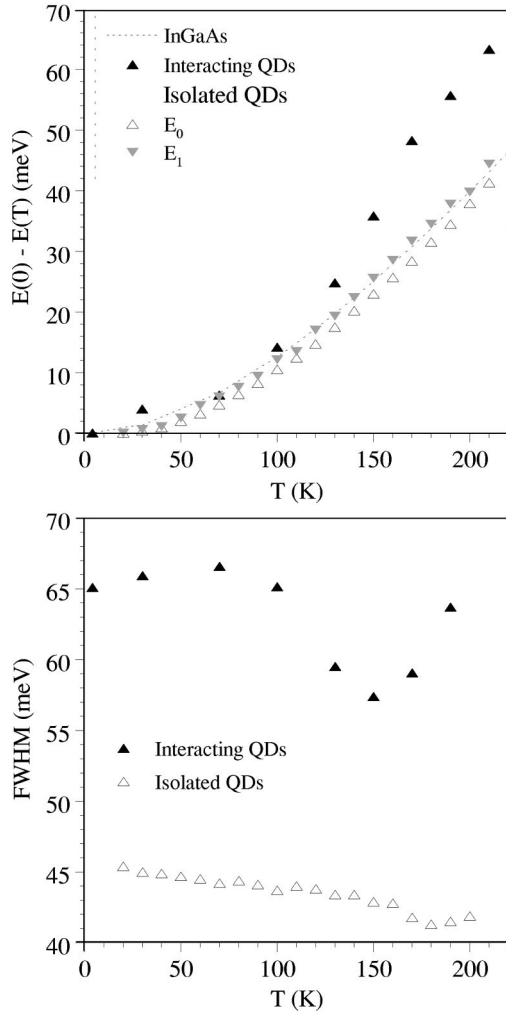 70
60
50
40
30
20
10
0
E(0) - E(T) (meV)
InGaAs
Interacting QDs
Isolated QDs
E0
E1
0 50 100 150 200
T (K)
70
65
60
55
50
45
40
FWHM (meV)
Interacting QDs
Isolated QDs
0 50 100 150 200
T (K)